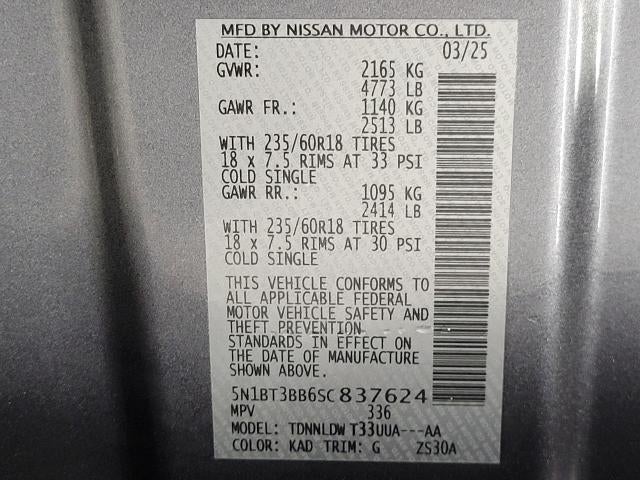 MFD BY NISSAN MOTOR CO., LTD.
DATE: 03/25
GVWR: 2165 KG
4773 LB
GAWR FR.: 1140 KG
2513 LB
WITH 235/60R18 TIRES
18 x 7.5 RIMS AT 33 PSI
COLD SINGLE
GAWR RR.: 1095 KG
2414 LB
WITH 235/60R18 TIRES
18 x 7.5 RIMS AT 30 PSI
COLD SINGLE
THIS VEHICLE CONFORMS TO
ALL APPLICABLE FEDERAL
MOTOR VEHICLE SAFETY AND
THEFT PREVENTION
STANDARDS IN EFFECT ON
THE DATE OF MANUFACTURE
SHOWN ABOVE.
5N1BT3BB6SC837624
MPV 336
MODEL: TDNNLDW T33UUA---AA
COLOR: KAD TRIM: G ZS30A